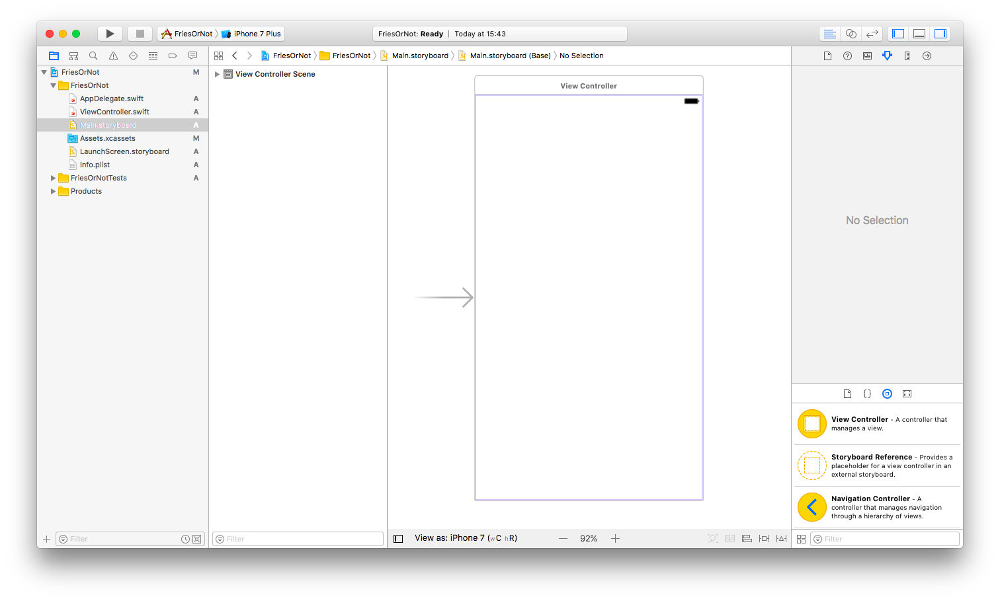 FriesOrNot
iPhone 7 Plus
FriesOrNot: Ready | Today at 15:43
FriesOrNot
FriesOrNot
Main.storyboard
Main.storyboard (Base)
No Selection
FriesOrNot M
FriesOrNot
AppDelegate.swift A
ViewController.swift A
Main.storyboard A
Assets.xcassets M
LaunchScreen.storyboard A
Info.plist A
FriesOrNotTests A
Products
Filter
View Controller Scene
Filter
View Controller
View as: iPhone 7 (wC hR)
92%
No Selection
View Controller - A controller that
manages a view.
Storyboard Reference - Provides a
placeholder for a view controller in an
external storyboard.
Navigation Controller - A
controller that manages navigation
through a hierarchy of views.
Filter